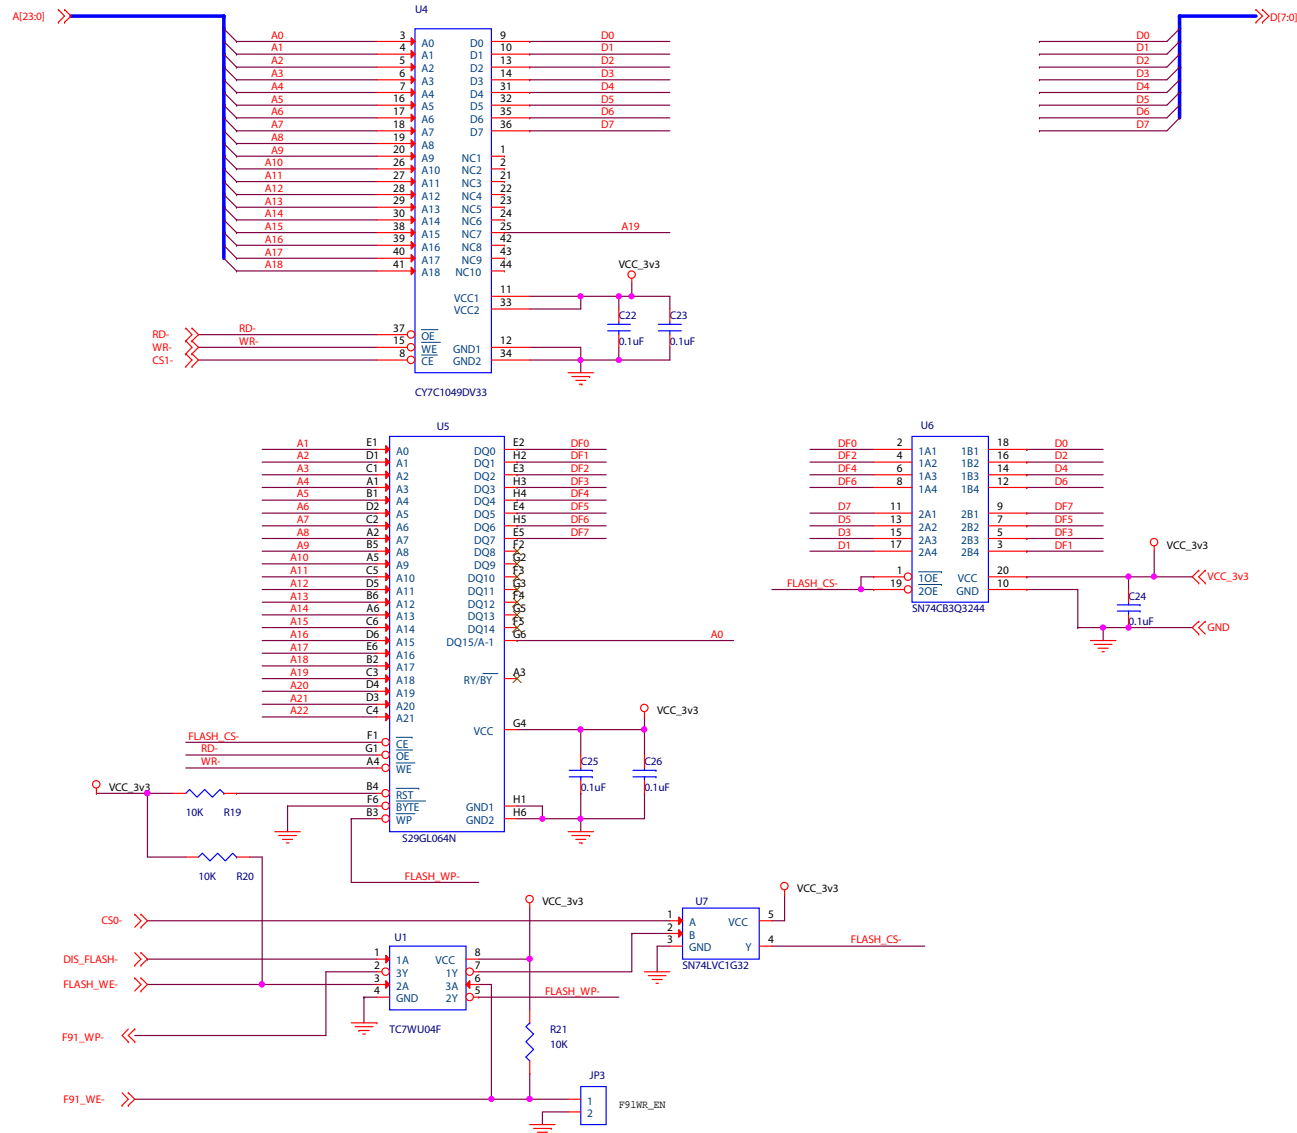 A[23:0] U4 D[7:0]
A0 3 A0 D0 9 D0 D0
A1 4 A1 D1 10 D1 D1
A2 5 A2 D2 13 D2 D2
A3 6 A3 D3 14 D3 D3
A4 7 A4 D4 31 D4 D4
A5 16 A5 D5 32 D5 D5
A6 17 A6 D6 35 D6 D6
A7 18 A7 D7 36 D7 D7
A8 19 A8
A9 20 A9 NC1 1
A10 26 A10 NC2 2
A11 27 A11 NC3 21
A12 28 A12 NC4 22
A13 29 A13 NC5 23
A14 30 A14 NC6 24
A15 38 A15 NC7 25 A19
A16 39 A16 NC8 42
A17 40 A17 NC9 43
A18 41 A18 NC10 44
VCC_3v3
VCC1 11
VCC2 33
C22 C23
RD- RD- 37 OE 0.1uF 0.1uF
WR- WR- 15 WE GND1 12
CS1- 8 CE GND2 34
CY7C1049DV33
U5 U6
A1 E1 A0 DQ0 E2 DF0 DF0 2 1A1 1B1 18 D0
A2 D1 A1 DQ1 H2 DF1 DF2 4 1A2 1B2 16 D2
A3 C1 A2 DQ2 E3 DF2 DF4 6 1A3 1B3 14 D4
A4 A1 A3 DQ3 H3 DF3 DF6 8 1A4 1B4 12 D6
A5 B1 A4 DQ4 H4 DF4
A6 D2 A5 DQ5 E4 DF5 D7 11 2A1 2B1 9 DF7
A7 C2 A6 DQ6 H5 DF6 D5 13 2A2 2B2 7 DF5
A8 A2 A7 DQ7 E5 DF7 D3 15 2A3 2B3 5 DF3
A9 B5 A8 DQ8 F2 D1 17 2A4 2B4 3 DF1
VCC_3v3
A10 A5 A9 DQ9 G2
A11 C5 A10 DQ10 F3 1 1OE VCC 20 VCC_3v3
A12 D5 A11 DQ11 G3 FLASH_CS- 19 2OE GND 10
A13 B6 A12 DQ12 F4 SN74CB3Q3244 C24
A14 A6 A13 DQ13 G5 0.1uF
A15 C6 A14 DQ14 F5 GND
A16 D6 A15 DQ15/A-1 G6 A0
A17 E6 A16
A18 B2 A17
A19 C3 A18 RY/BY A3
A20 D4 A19
A21 D3 A20
A22 C4 A21 VCC_3v3
VCC G4
FLASH_CS- F1 CE
RD- G1 OE C25 C26
WR- A4 WE
VCC_3v3 B4 RST 0.1uF 0.1uF
10K R19 F6 BYTE GND1 H1
B3 WP GND2 H6
S29GL064N
10K R20 FLASH_WP-
VCC_3v3
VCC_3v3 U7
CS0- 1 A VCC 5
2 B
U1 3 GND Y 4 FLASH_CS-
DIS_FLASH- 1 1A VCC 8 SN74LVC1G32
2 3Y 1Y 7
FLASH_WE- 3 2A 3A 6
4 GND 2Y 5 FLASH_WP-
TC7WU04F R21
F91_WP- 10K
JP3
F91_WE- 1 F91WR_EN
2